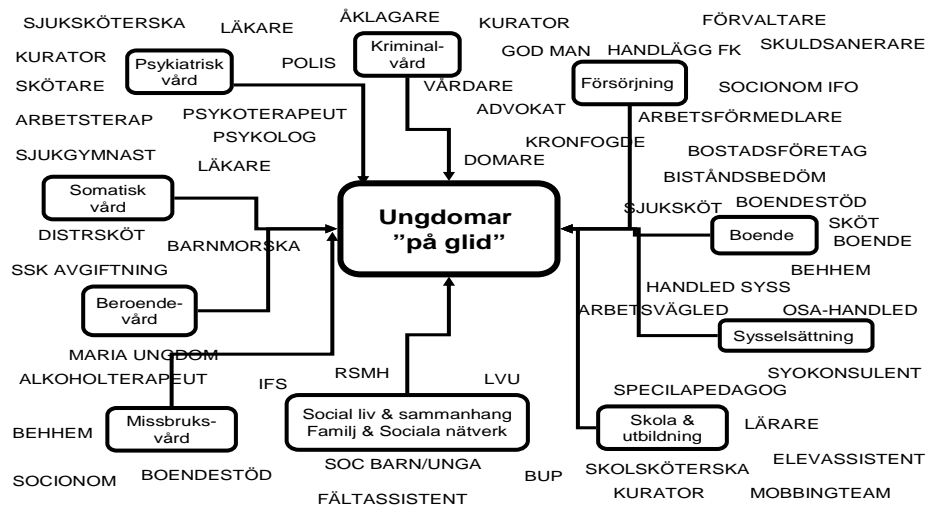 SJUKSKÖTERSKA
LÄKARE
ÅKLAGARE
KURATOR
FÖRVALTARE
KURATOR
Psykiatrisk
vård
POLIS
Kriminal-
vård
GOD MAN
HANDLÄGG FK
SKULDSANERARE
SKÖTARE
VÅRDARE
Försörjning
SOCIONOM IFO
ARBETSTERAP
PSYKOTERAPEUT
PSYKOLOG
ADVOKAT
ARBETSFÖRMEDLARE
KRONFOGDE
SJUKGYMNAST
LÄKARE
DOMARE
BOSTADSFÖRETAG
BISTÅNDSBEDÖM
Somatisk
vård
Ungdomar
”på glid”
SJUKSKÖT
BOENDESTÖD
DISTRSKÖT
BARNMORSKA
Boende
SKÖT
BOENDE
SSK AVGIFTNING
BEHHEM
HANDLED SYSS
Beroende-
vård
ARBETSVÄGLED
OSA-HANDLED
Sysselsättning
MARIA UNGDOM
ALKOHOLTERAPEUT
IFS
RSMH
LVU
SYOKONSULENT
SPECILAPEDAGOG
Missbruks-
vård
Social liv & sammanhang
Familj & Sociala nätverk
Skola &
utbildning
LÄRARE
BEHHEM
SOCIONOM
BOENDESTÖD
SOC BARN/UNGA
BUP
SKOLSKÖTERSKA
ELEVASSISTENT
FÄLTASSISTENT
KURATOR
MOBBINGTEAM